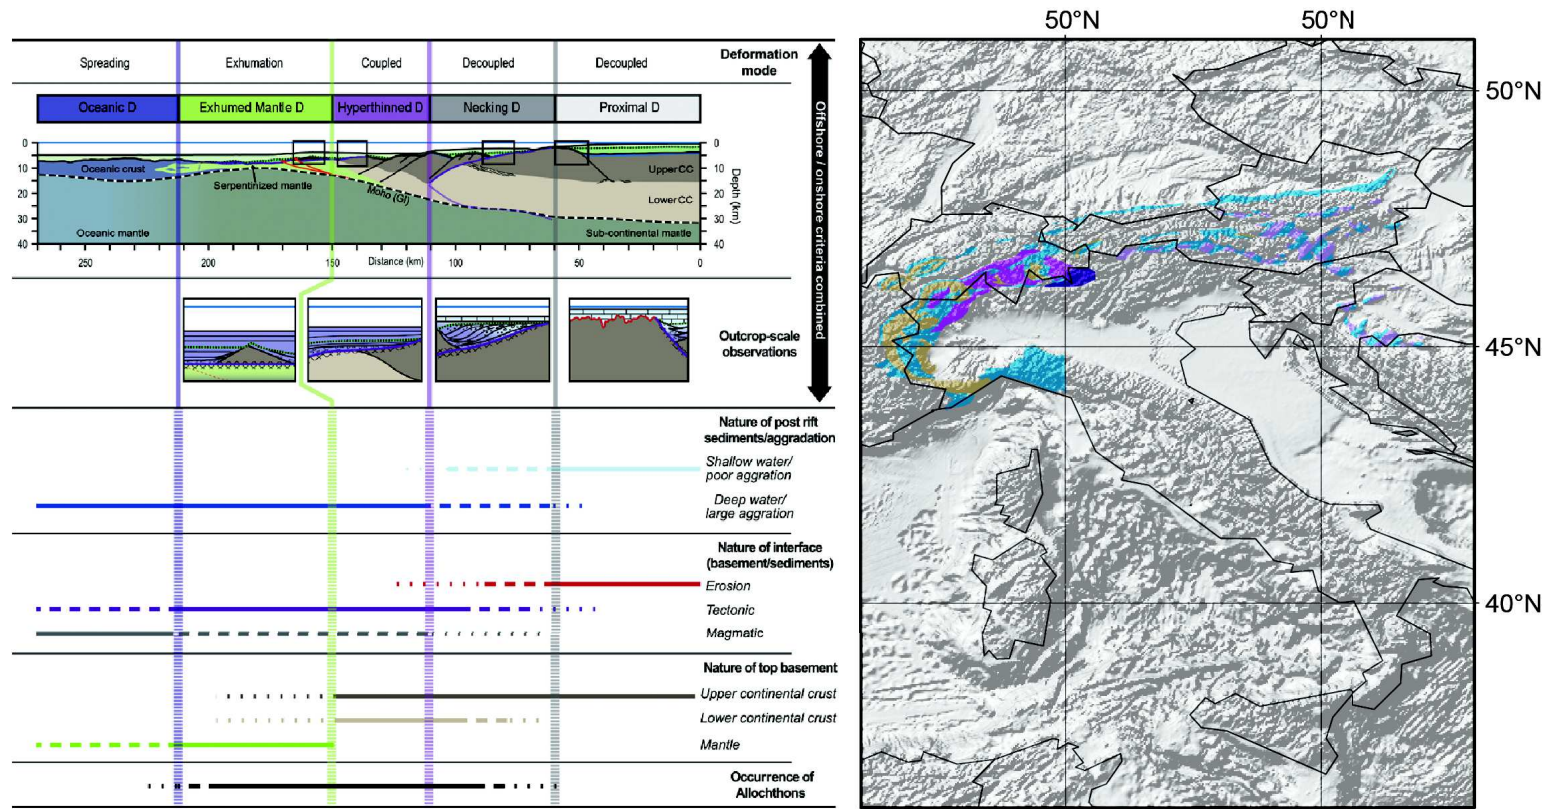 Spreading
Exhumation
Coupled
Decoupled
Decoupled
Deformation
mode
Oceanic D
Exhumed Mantle D
Hyperthinned D
Necking D
Proximal D
0
10
20
30
40
Oceanic crust
Serpentinized mantle
Moho (Gl)
Upper CC
Lower CC
Oceanic mantle
Sub-continental mantle
0
10
20
30
40
Depth (km)
250
200
150
Distance (km)
100
50
0
Outcrop-scale
observations
Offshore / onshore criteria combined
Nature of post rift
sediments/aggradation
Shallow water/
poor aggration
Deep water/
large aggration
Nature of interface
(basement/sediments)
Erosion
Tectonic
Magmatic
Nature of top basement
Upper continental crust
Lower continental crust
Mantle
Occurrence of
Allochthons
50°N
50°N
50°N
45°N
40°N